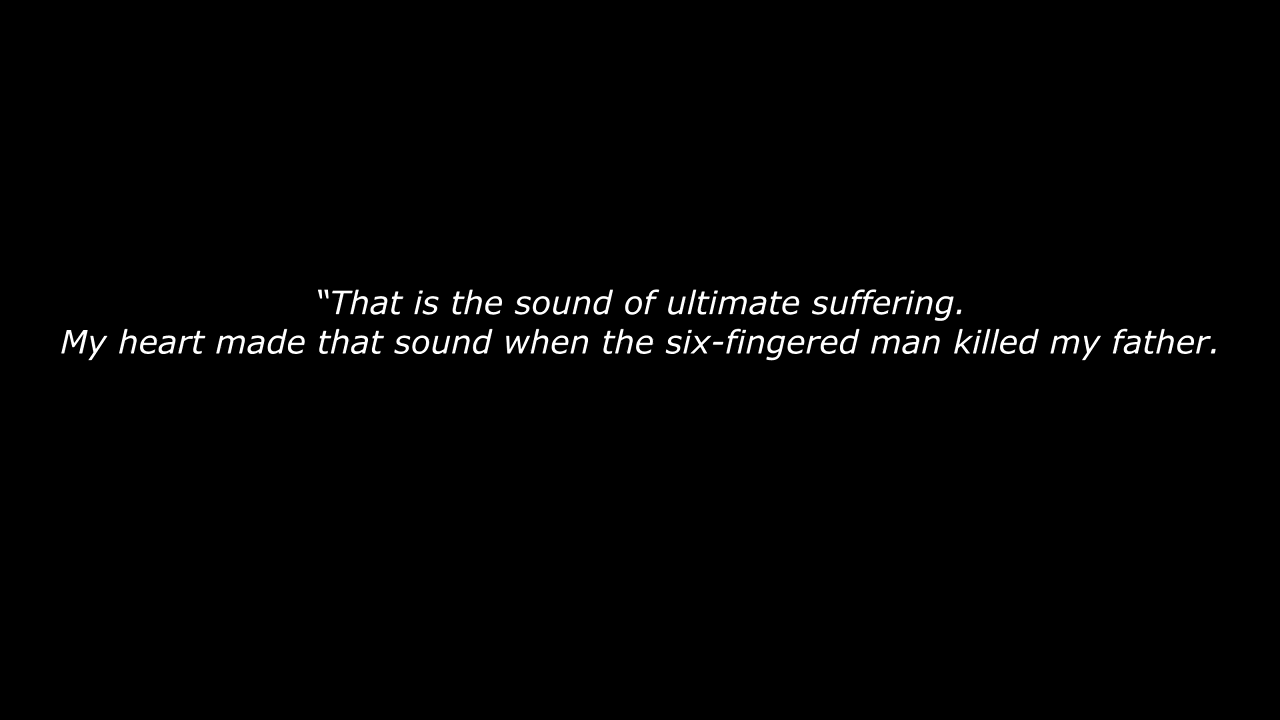 “That is the sound of ultimate suffering.
My heart made that sound when the six-fingered man killed my father.